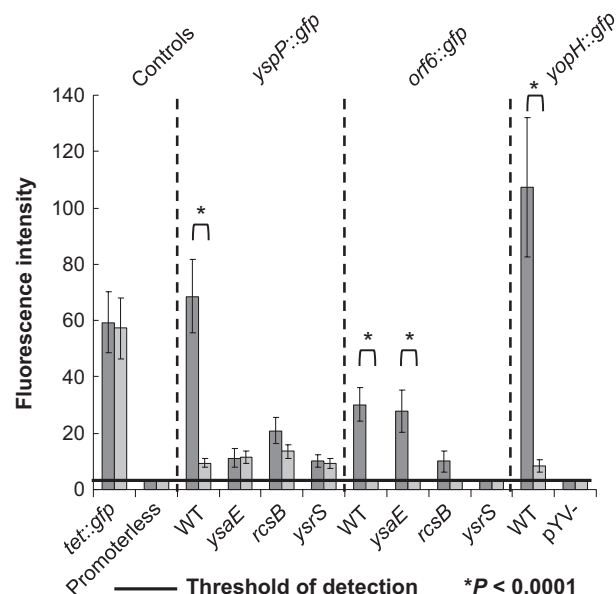 Controls
yspP::gfp
orf6::gfp
yopH::gfp
Fluorescence intensity
140
120
100
80
60
40
20
0
*
*
*
*
tet::gfp
Promoterless
WT
ysaE
rcsB
ysrS
WT
ysaE
rcsB
ysrS
WT
pYV-
Threshold of detection *P < 0.0001